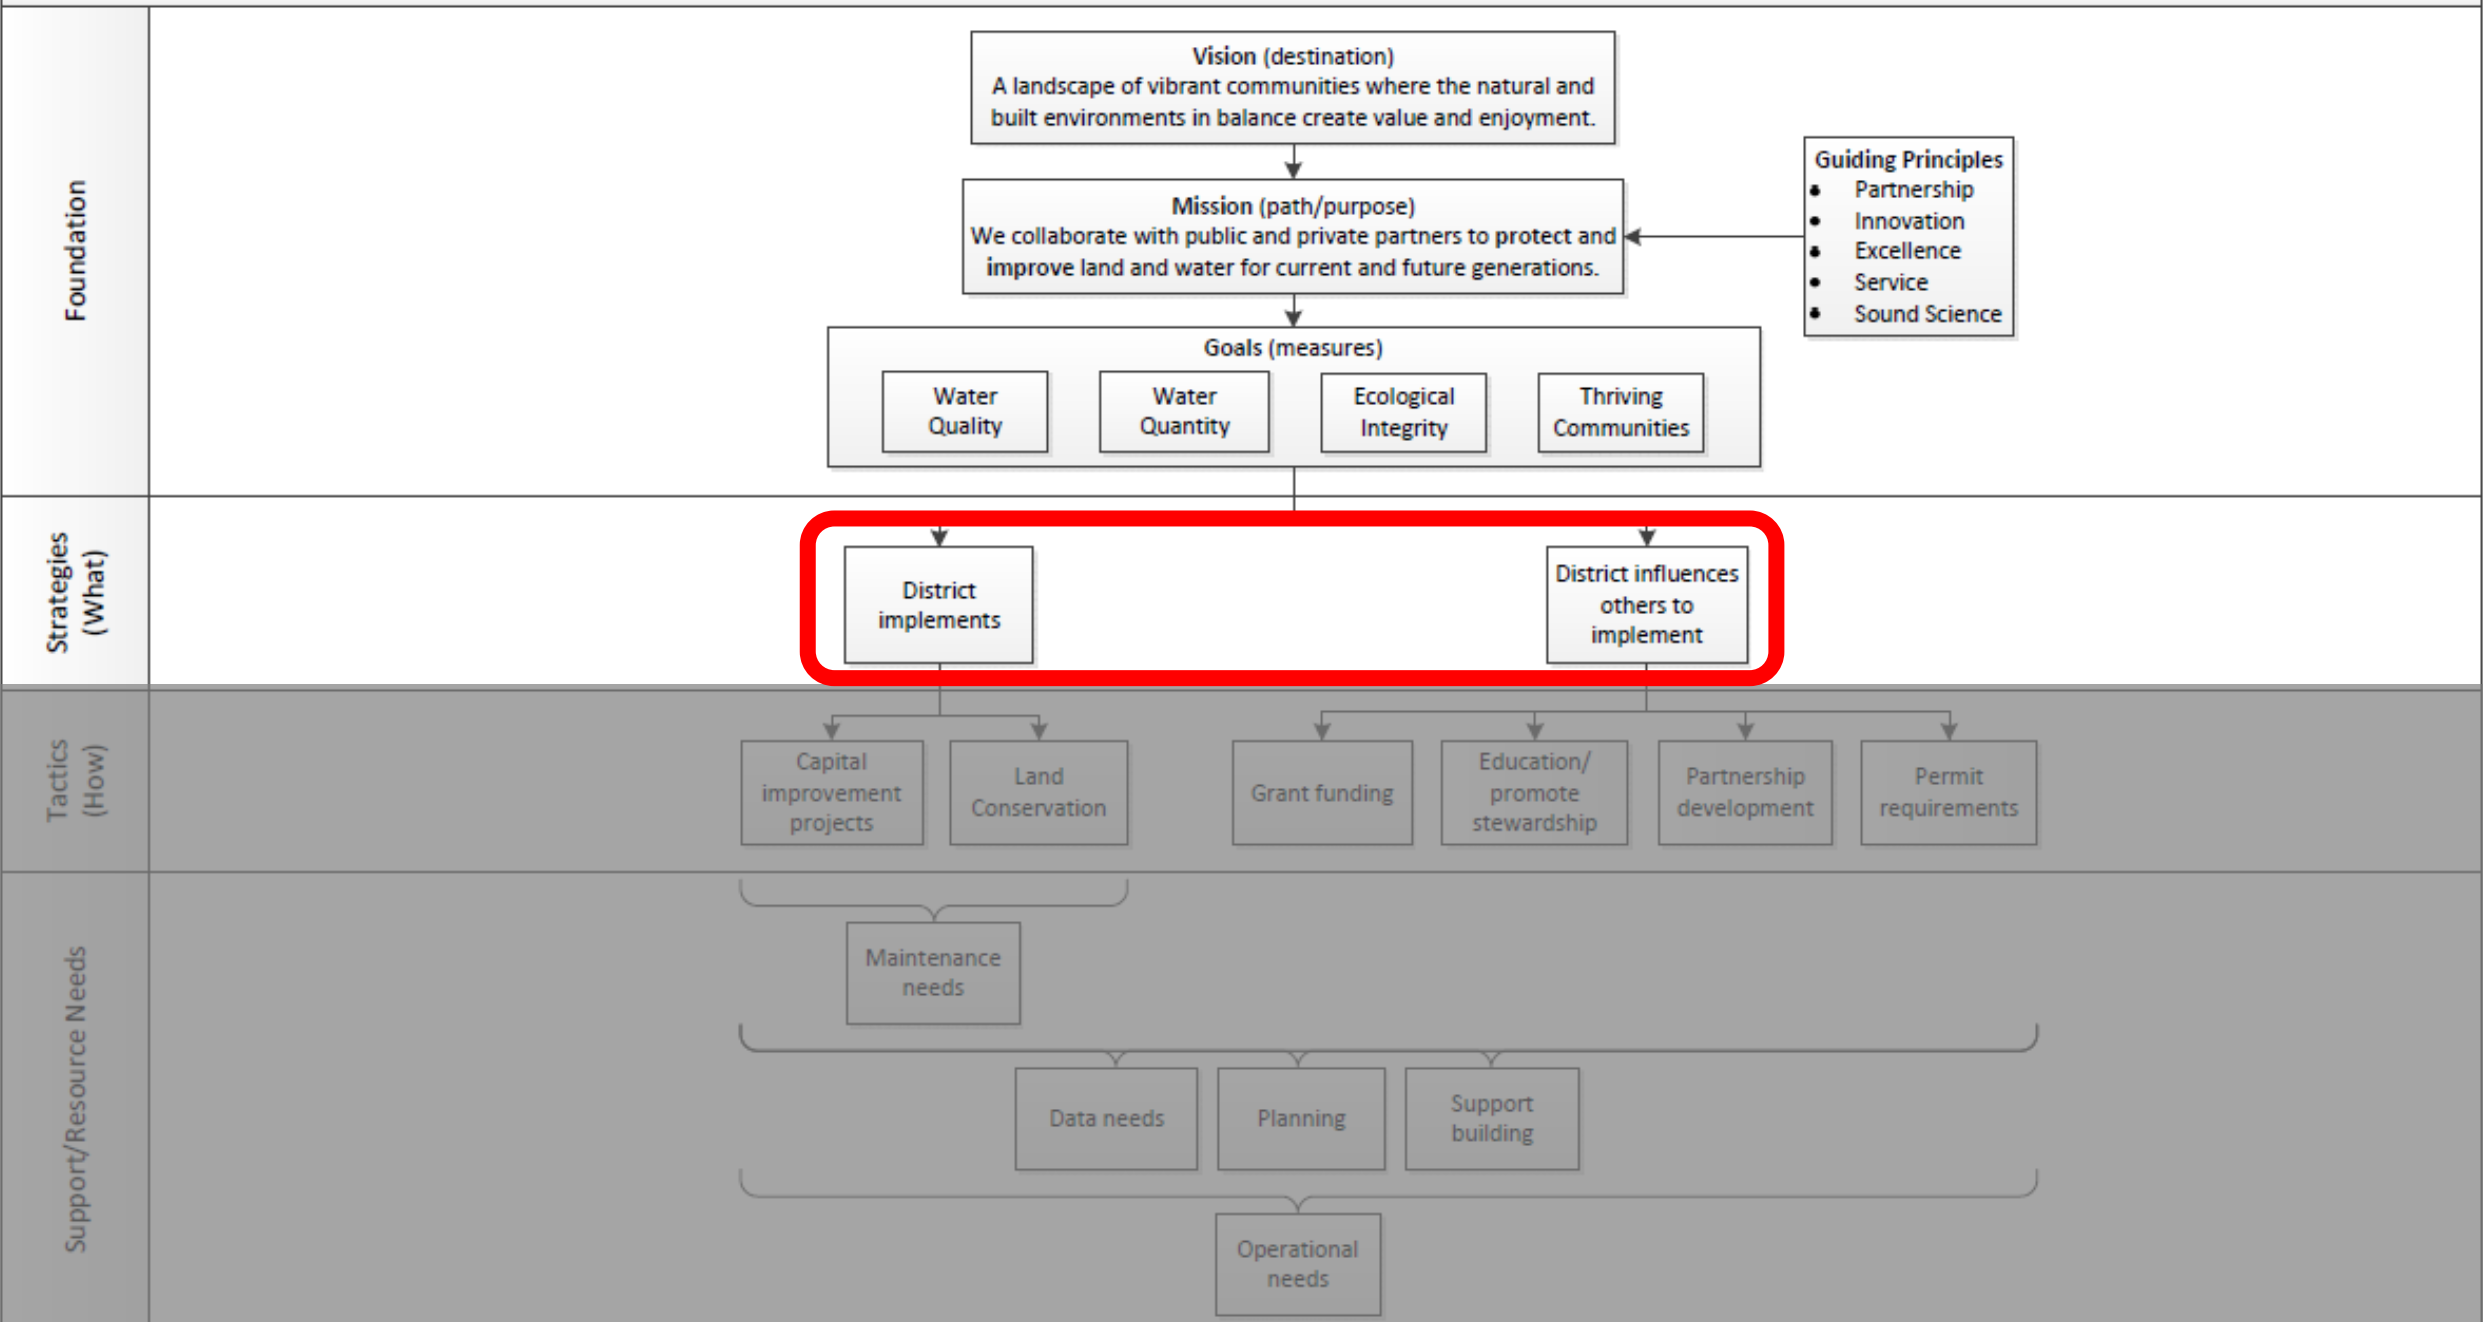 Foundation
Vision (destination)
A landscape of vibrant communities where the natural and
built environments in balance create value and enjoyment.
Mission (path/purpose)
We collaborate with public and private partners to protect and
improve land and water for current and future generations.
Guiding Principles
• Partnership
• Innovation
• Excellence
• Service
• Sound Science
Goals (measures)
Water
Quality
Water
Quantity
Ecological
Integrity
Thriving
Communities
Strategies
(What)
District
implements
District influences
others to
implement
Tactics
(How)
Capital
improvement
projects
Land
Conservation
Grant funding
Education/
promote
stewardship
Partnership
development
Permit
requirements
Support/Resource Needs
Maintenance
needs
Data needs
Planning
Support
building
Operational
needs